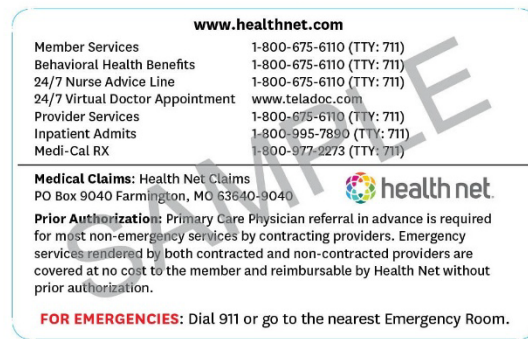 www.healthnet.com
Member Services 1-800-675-6110 (TTY: 711)
Behavioral Health Benefits 1-800-675-6110 (TTY: 711)
24/7 Nurse Advice Line 1-800-675-6110 (TTY: 711)
24/7 Virtual Doctor Appointment www.teladoc.com
Provider Services 1-800-675-6110 (TTY: 711)
Inpatient Admits 1-800-995-7890 (TTY: 711)
Medi-Cal RX 1-800-977-2273 (TTY: 711)
Medical Claims: Health Net Claims
PO Box 9040 Farmington, MO 63640-9040
health net.
Prior Authorization: Primary Care Physician referral in advance is required
for most non-emergency services by contracting providers. Emergency
services rendered by both contracted and non-contracted providers are
covered at no cost to the member and reimbursable by Health Net without
prior authorization.
FOR EMERGENCIES: Dial 911 or go to the nearest Emergency Room.
SAMPLE